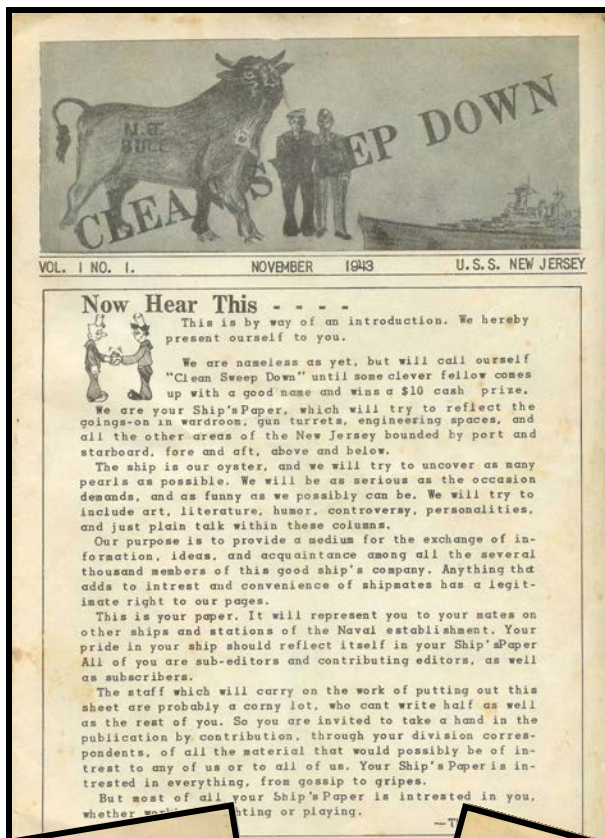 N.J.
BULL
CLEAN SWEEP DOWN
VOL. I NO. 1. NOVEMBER 1943 U.S.S. NEW JERSEY
Now Hear This - - - -
This is by way of an introduction. We hereby
present ourself to you.
We are nameless as yet, but will call ourself
"Clean Sweep Down" until some clever fellow comes
up with a good name and wins a $10 cash prize.
We are your Ship'sPaper, which will try to reflect the
goings-on in wardroom, gun turrets, engineering spaces, and
all the other areas of the New Jersey bounded by port and
starboard, fore and aft, above and below.
The ship is our oyster, and we will try to uncover as many
pearls as possible. We will be as serious as the occasion
demands, and as funny as we possibly can be. We will try to
include art, literature, humor, controversy, personalities,
and just plain talk within these columns.
Our purpose is to provide a medium for the exchange of in-
formation, ideas, and acquaintance among all the several
thousand members of this good ship's company. Anything that
adds to intrest and convenience of shipmates has a legit-
imate right to our pages.
This is your paper. It will represent you to your mates on
other ships and stations of the Naval establishment. Your
pride in your ship should reflect itself in your Ship'sPaper
All of you are sub-editors and contributing editors, as well
as subscribers.
The staff which will carry on the work of putting out this
sheet are probably a corny lot, who cant write half as well
as the rest of you. So you are invited to take a hand in the
publication by contribution, through your division corres-
pondents, of all the material that would possibly be of in-
trest to any of us or to all of us. Your Ship's Paper is in-
trested in everything, from gossip to gripes.
But most of all your Ship's Paper is intrested in you,
whether or playing.